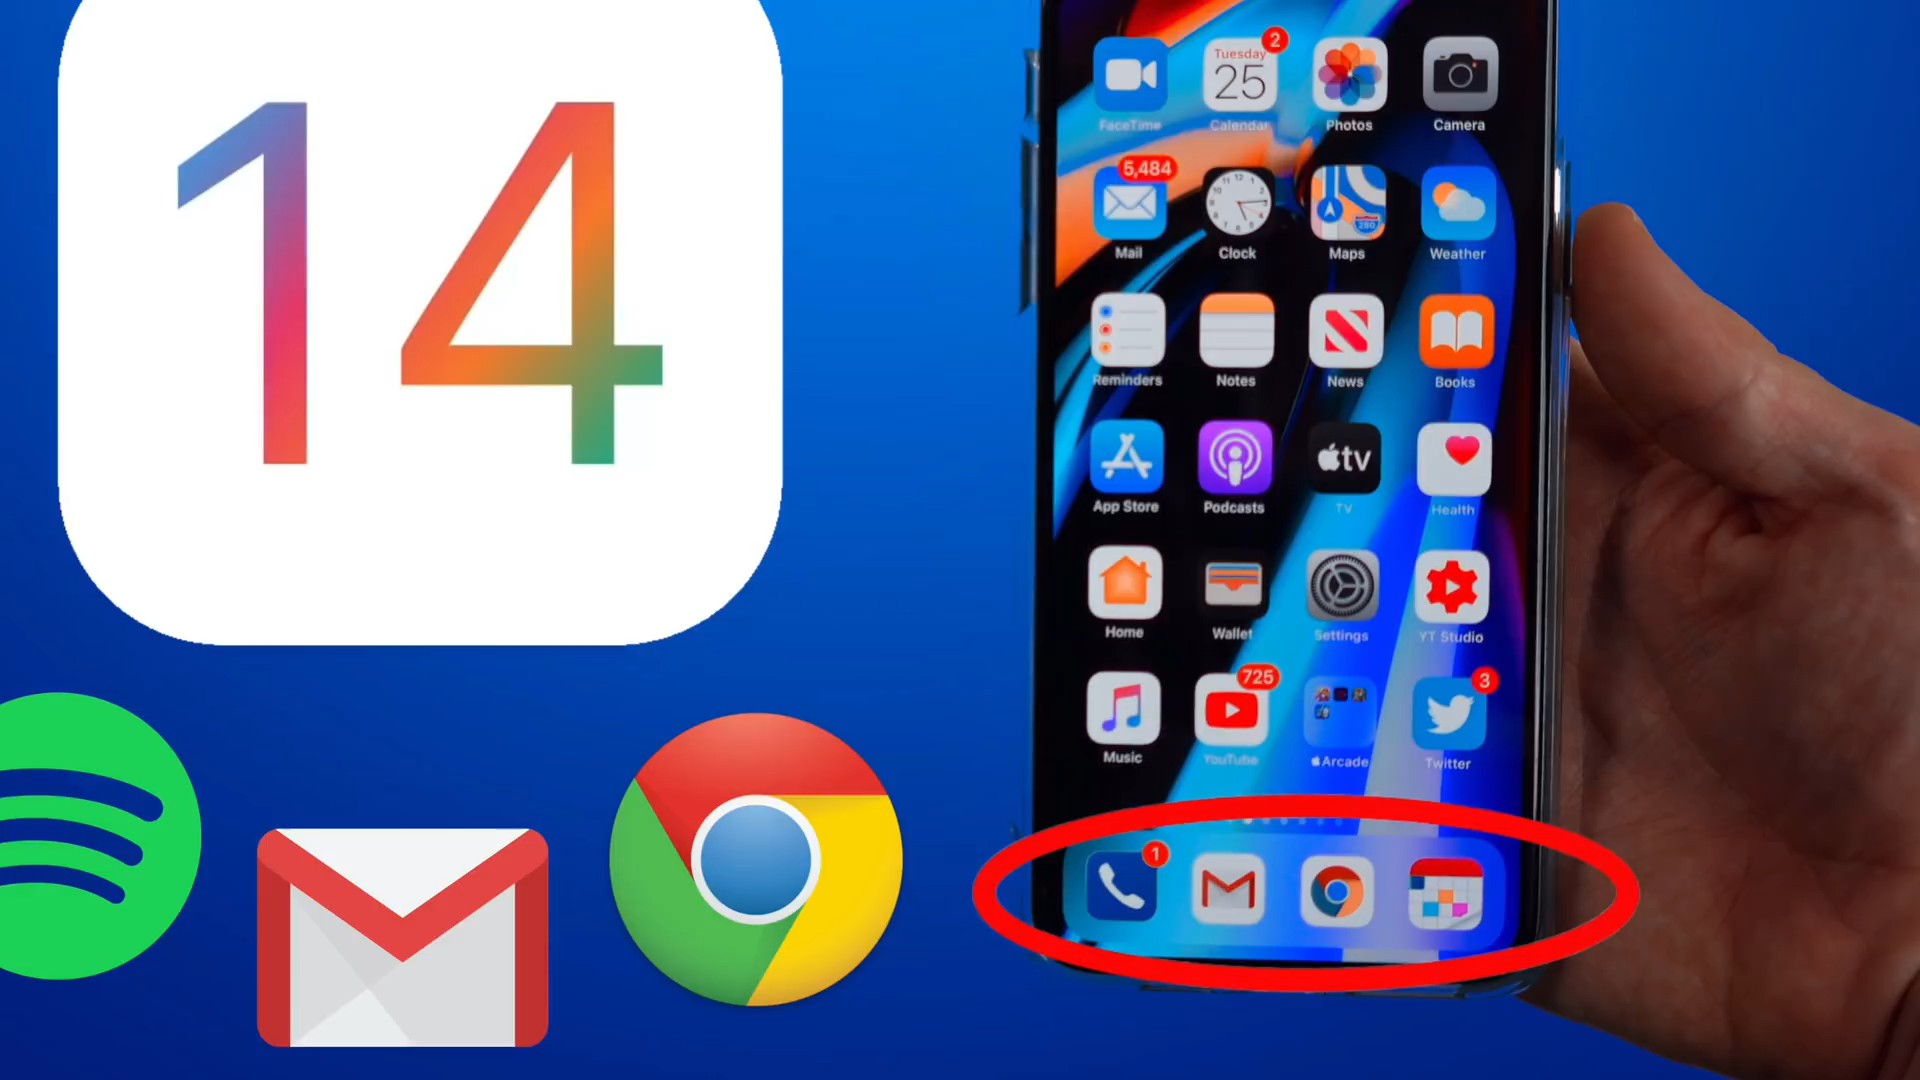 14
2
Tuesday
25
FaceTime
Calendar
Photos
Camera
5,484
280
Mail
Clock
Maps
Weather
Reminders
Notes
News
Books
tv
App Store
Podcasts
TV
Health
Home
Wallet
Settings
YT Studio
725
3
Music
YouTube
Arcade
Twitter
1